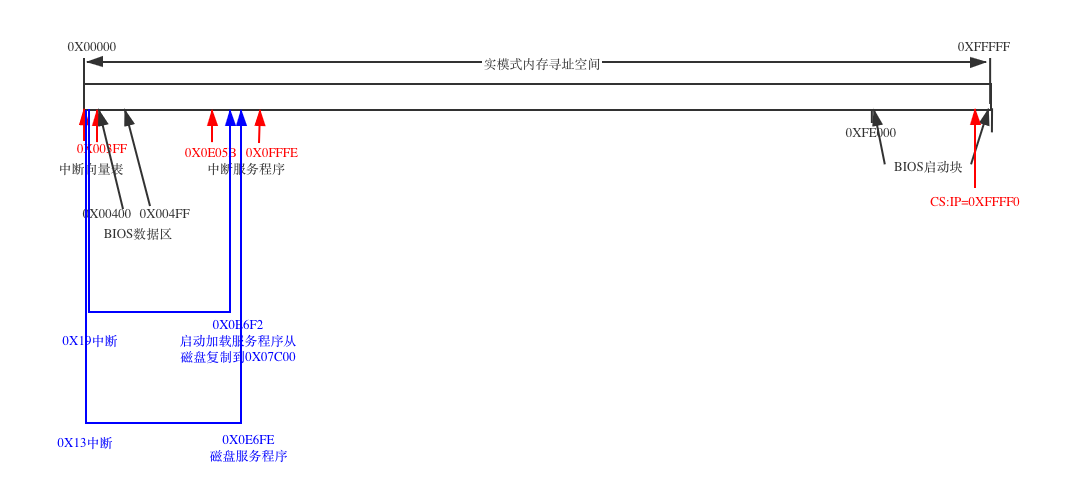 0X00000
0XFFFFF
实模式内存寻址空间
0XFE000
0X003FF
0X0E05B
0X0FFFE
中断向量表
中断服务程序
BIOS启动块
CS:IP=0XFFFF0
0X00400
0X004FF
BIOS数据区
0X0E6F2
0X19中断
启动加载服务程序从
磁盘复制到0X07C00
0X13中断
0X0E6FE
磁盘服务程序